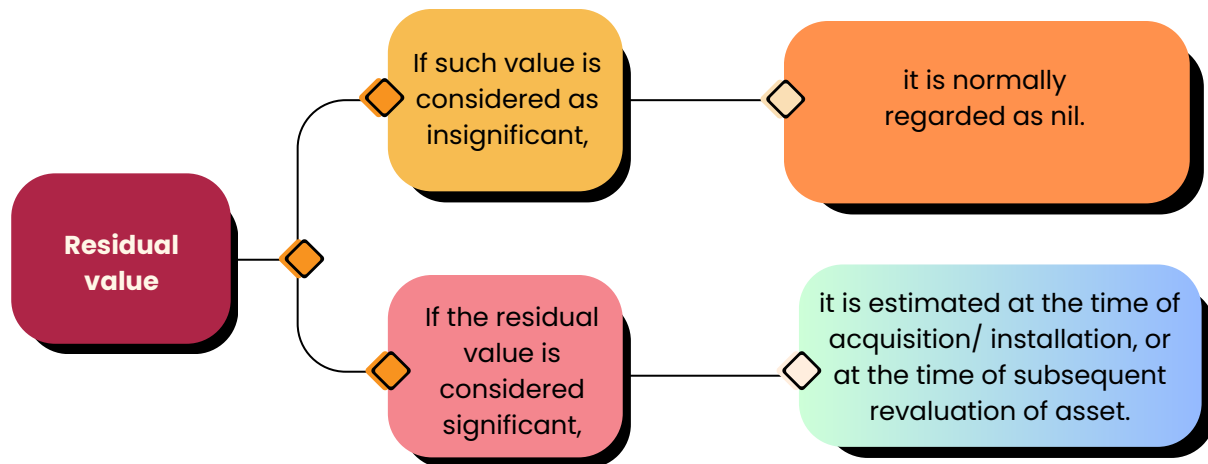 Residual
value
If such value is
considered as
insignificant,
it is normally
regarded as nil.
If the residual
value is
considered
significant,
it is estimated at the time of
acquisition/ installation, or
at the time of subsequent
revaluation of asset.